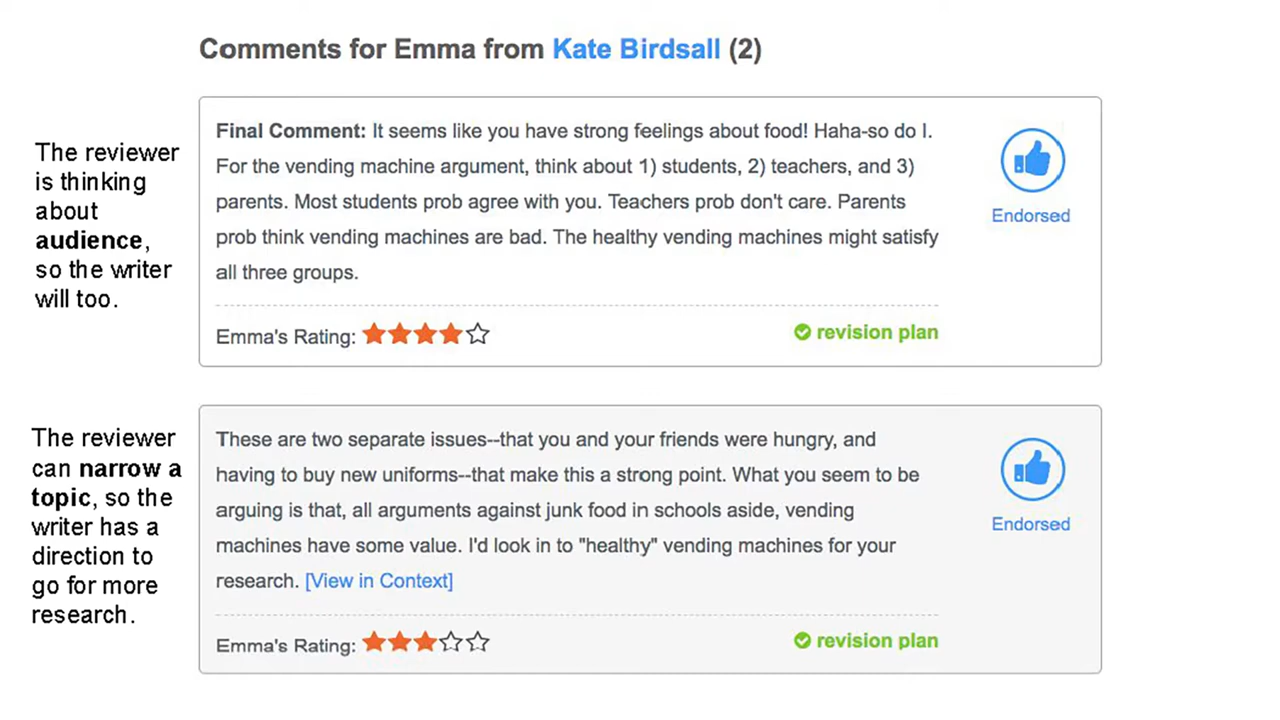 Comments for Emma from Kate Birdsall (2)
The reviewer
is thinking
about
audience,
so the writer
will too.
Final Comment: It seems like you have strong feelings about food! Haha-so do I.
For the vending machine argument, think about 1) students, 2) teachers, and 3)
parents. Most students prob agree with you. Teachers prob don't care. Parents
prob think vending machines are bad. The healthy vending machines might satisfy
all three groups.
Endorsed
Emma's Rating:
revision plan
The reviewer
can narrow a
topic, so the
writer has a
direction to
go for more
research.
These are two separate issues--that you and your friends were hungry, and
having to buy new uniforms--that make this a strong point. What you seem to be
arguing is that, all arguments against junk food in schools aside, vending
machines have some value. I'd look in to "healthy" vending machines for your
research. [View in Context]
Endorsed
Emma's Rating:
revision plan